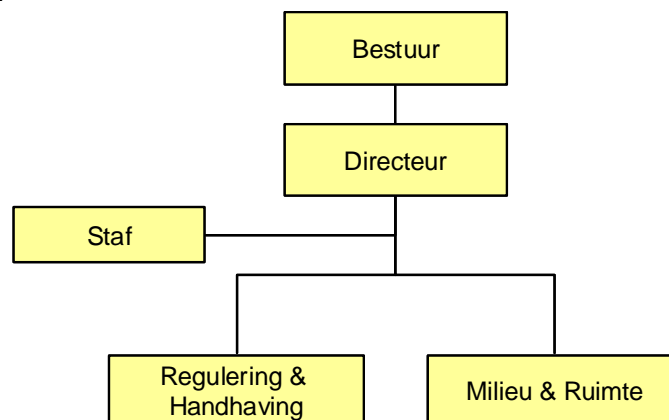 Bestuur
Directeur
Staf
Regulering &
Handhaving
Milieu & Ruimte